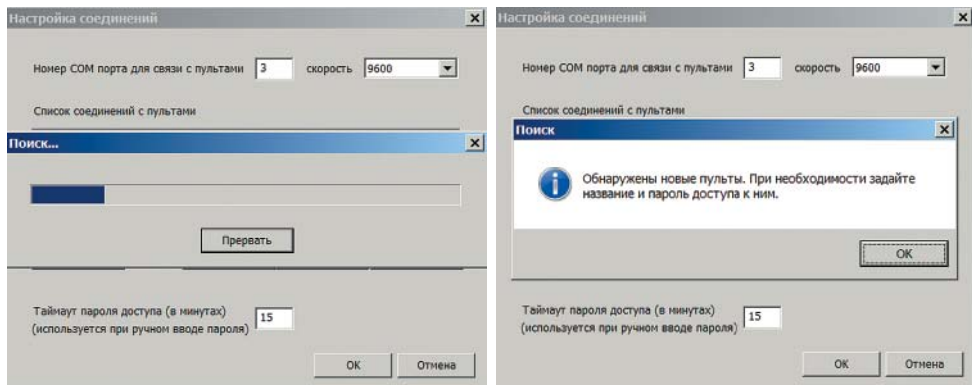 Настройка соединений
Номер COM порта для связи с пультами 3 скорость 9600
Список соединений с пультами
Поиск...
Прервать
Таймаут пароля доступа (в минутах)
(используется при ручном вводе пароля) 15
OK Отмена
Настройка соединений
Номер COM порта для связи с пультами 3 скорость 9600
Список соединений с пультами
Поиск
Обнаружены новые пульты. При необходимости задайте
название и пароль доступа к ним.
OK
Таймаут пароля доступа (в минутах)
(используется при ручном вводе пароля) 15
OK Отмена